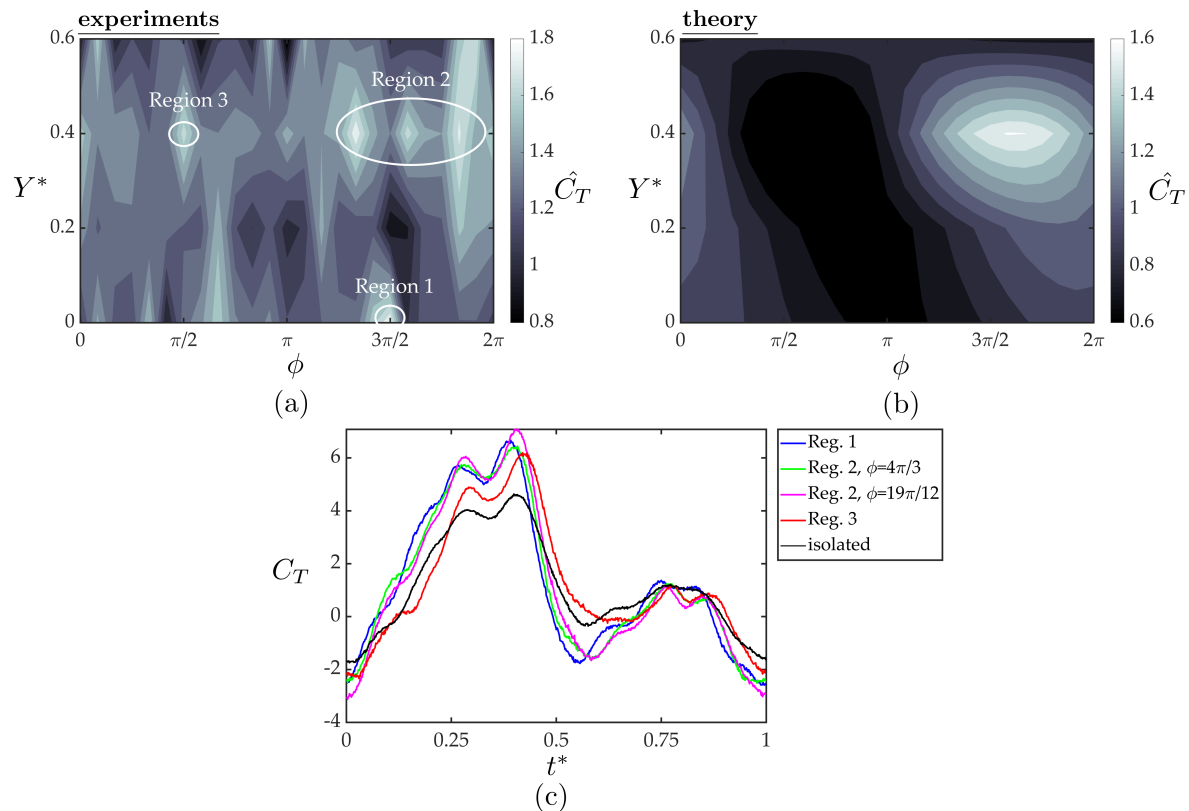 experiments
theory
0.6
0.4
0.2
0
Y*
Region 3
Region 2
Region 1
0
π/2
π
3π/2
2π
ϕ
1.8
1.6
1.4
1.2
1
0.8
Ĉ_T
(a)
0.6
0.4
0.2
0
Y*
0
π/2
π
3π/2
2π
ϕ
1.6
1.4
1.2
1
0.8
0.6
Ĉ_T
(b)
6
4
2
0
-2
-4
C_T
0
0.25
0.5
0.75
1
t*
Reg. 1
Reg. 2, ϕ=4π/3
Reg. 2, ϕ=19π/12
Reg. 3
isolated
(c)